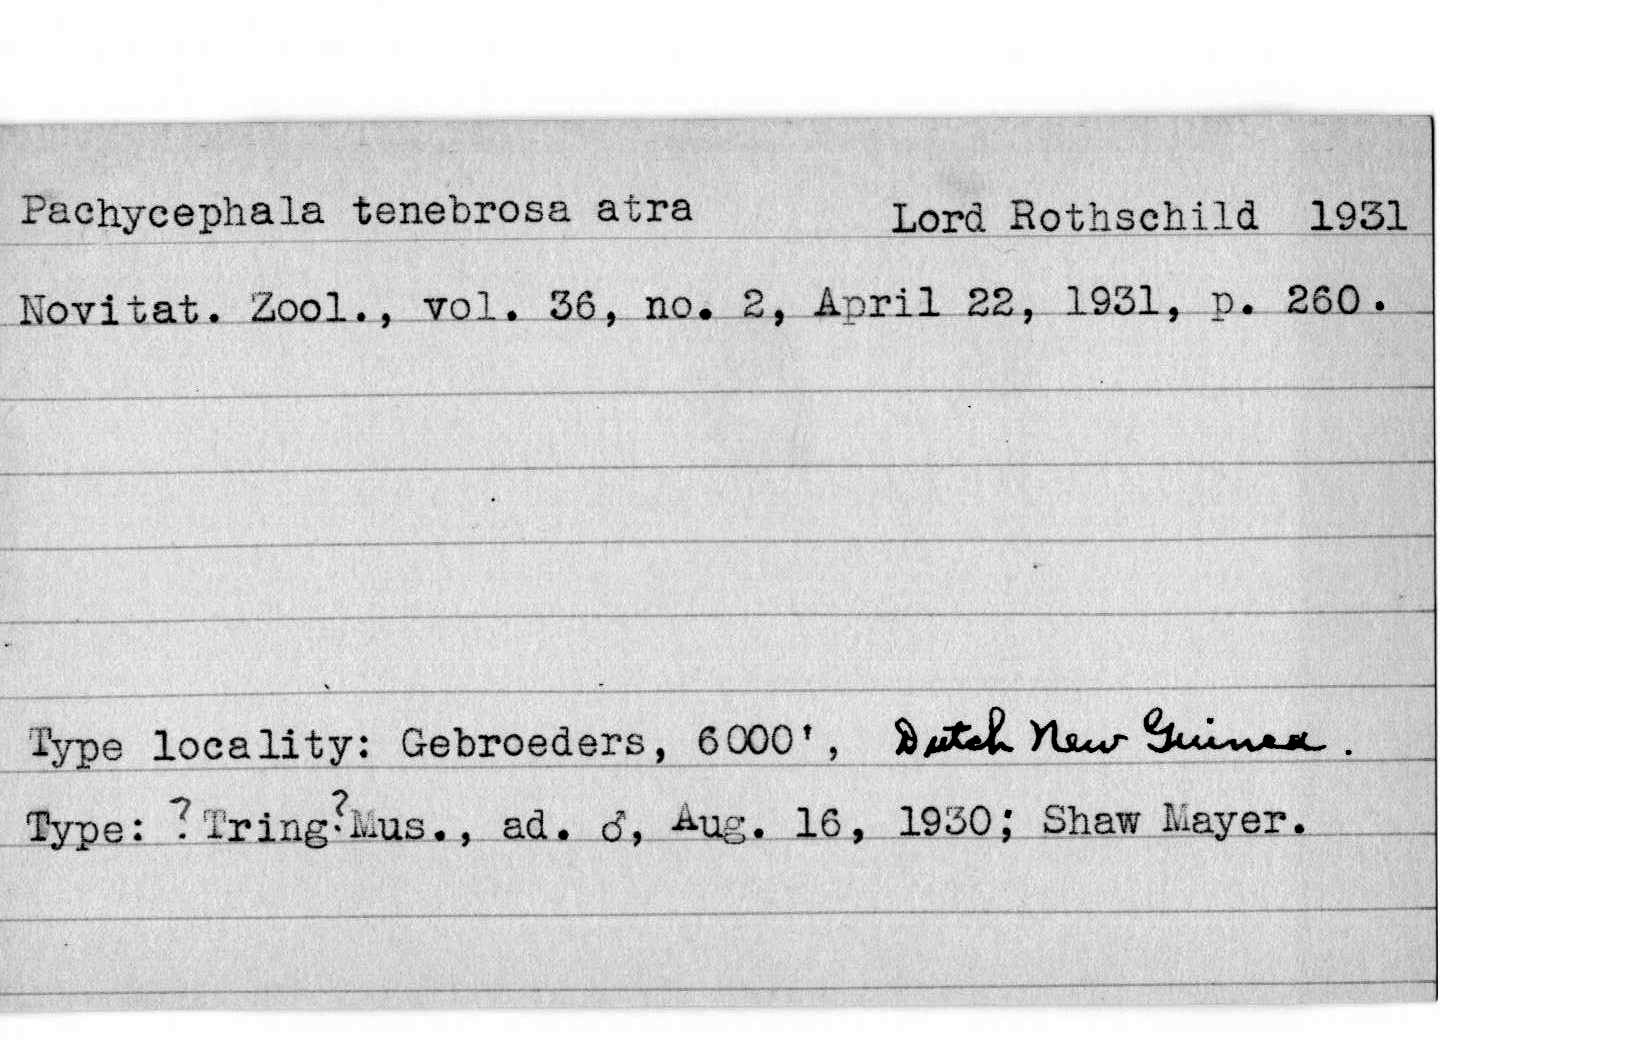 Pachycephala tenebrosa atra Lord Rothschild 1931
Novitat. Zool., vol. 36, no. 2, April 22, 1931, p. 260.
Type locality: Gebroeders, 6000', Dutch New Guinea.
Type: ?Tring?Mus., ad. ♂, Aug. 16, 1930; Shaw Mayer.